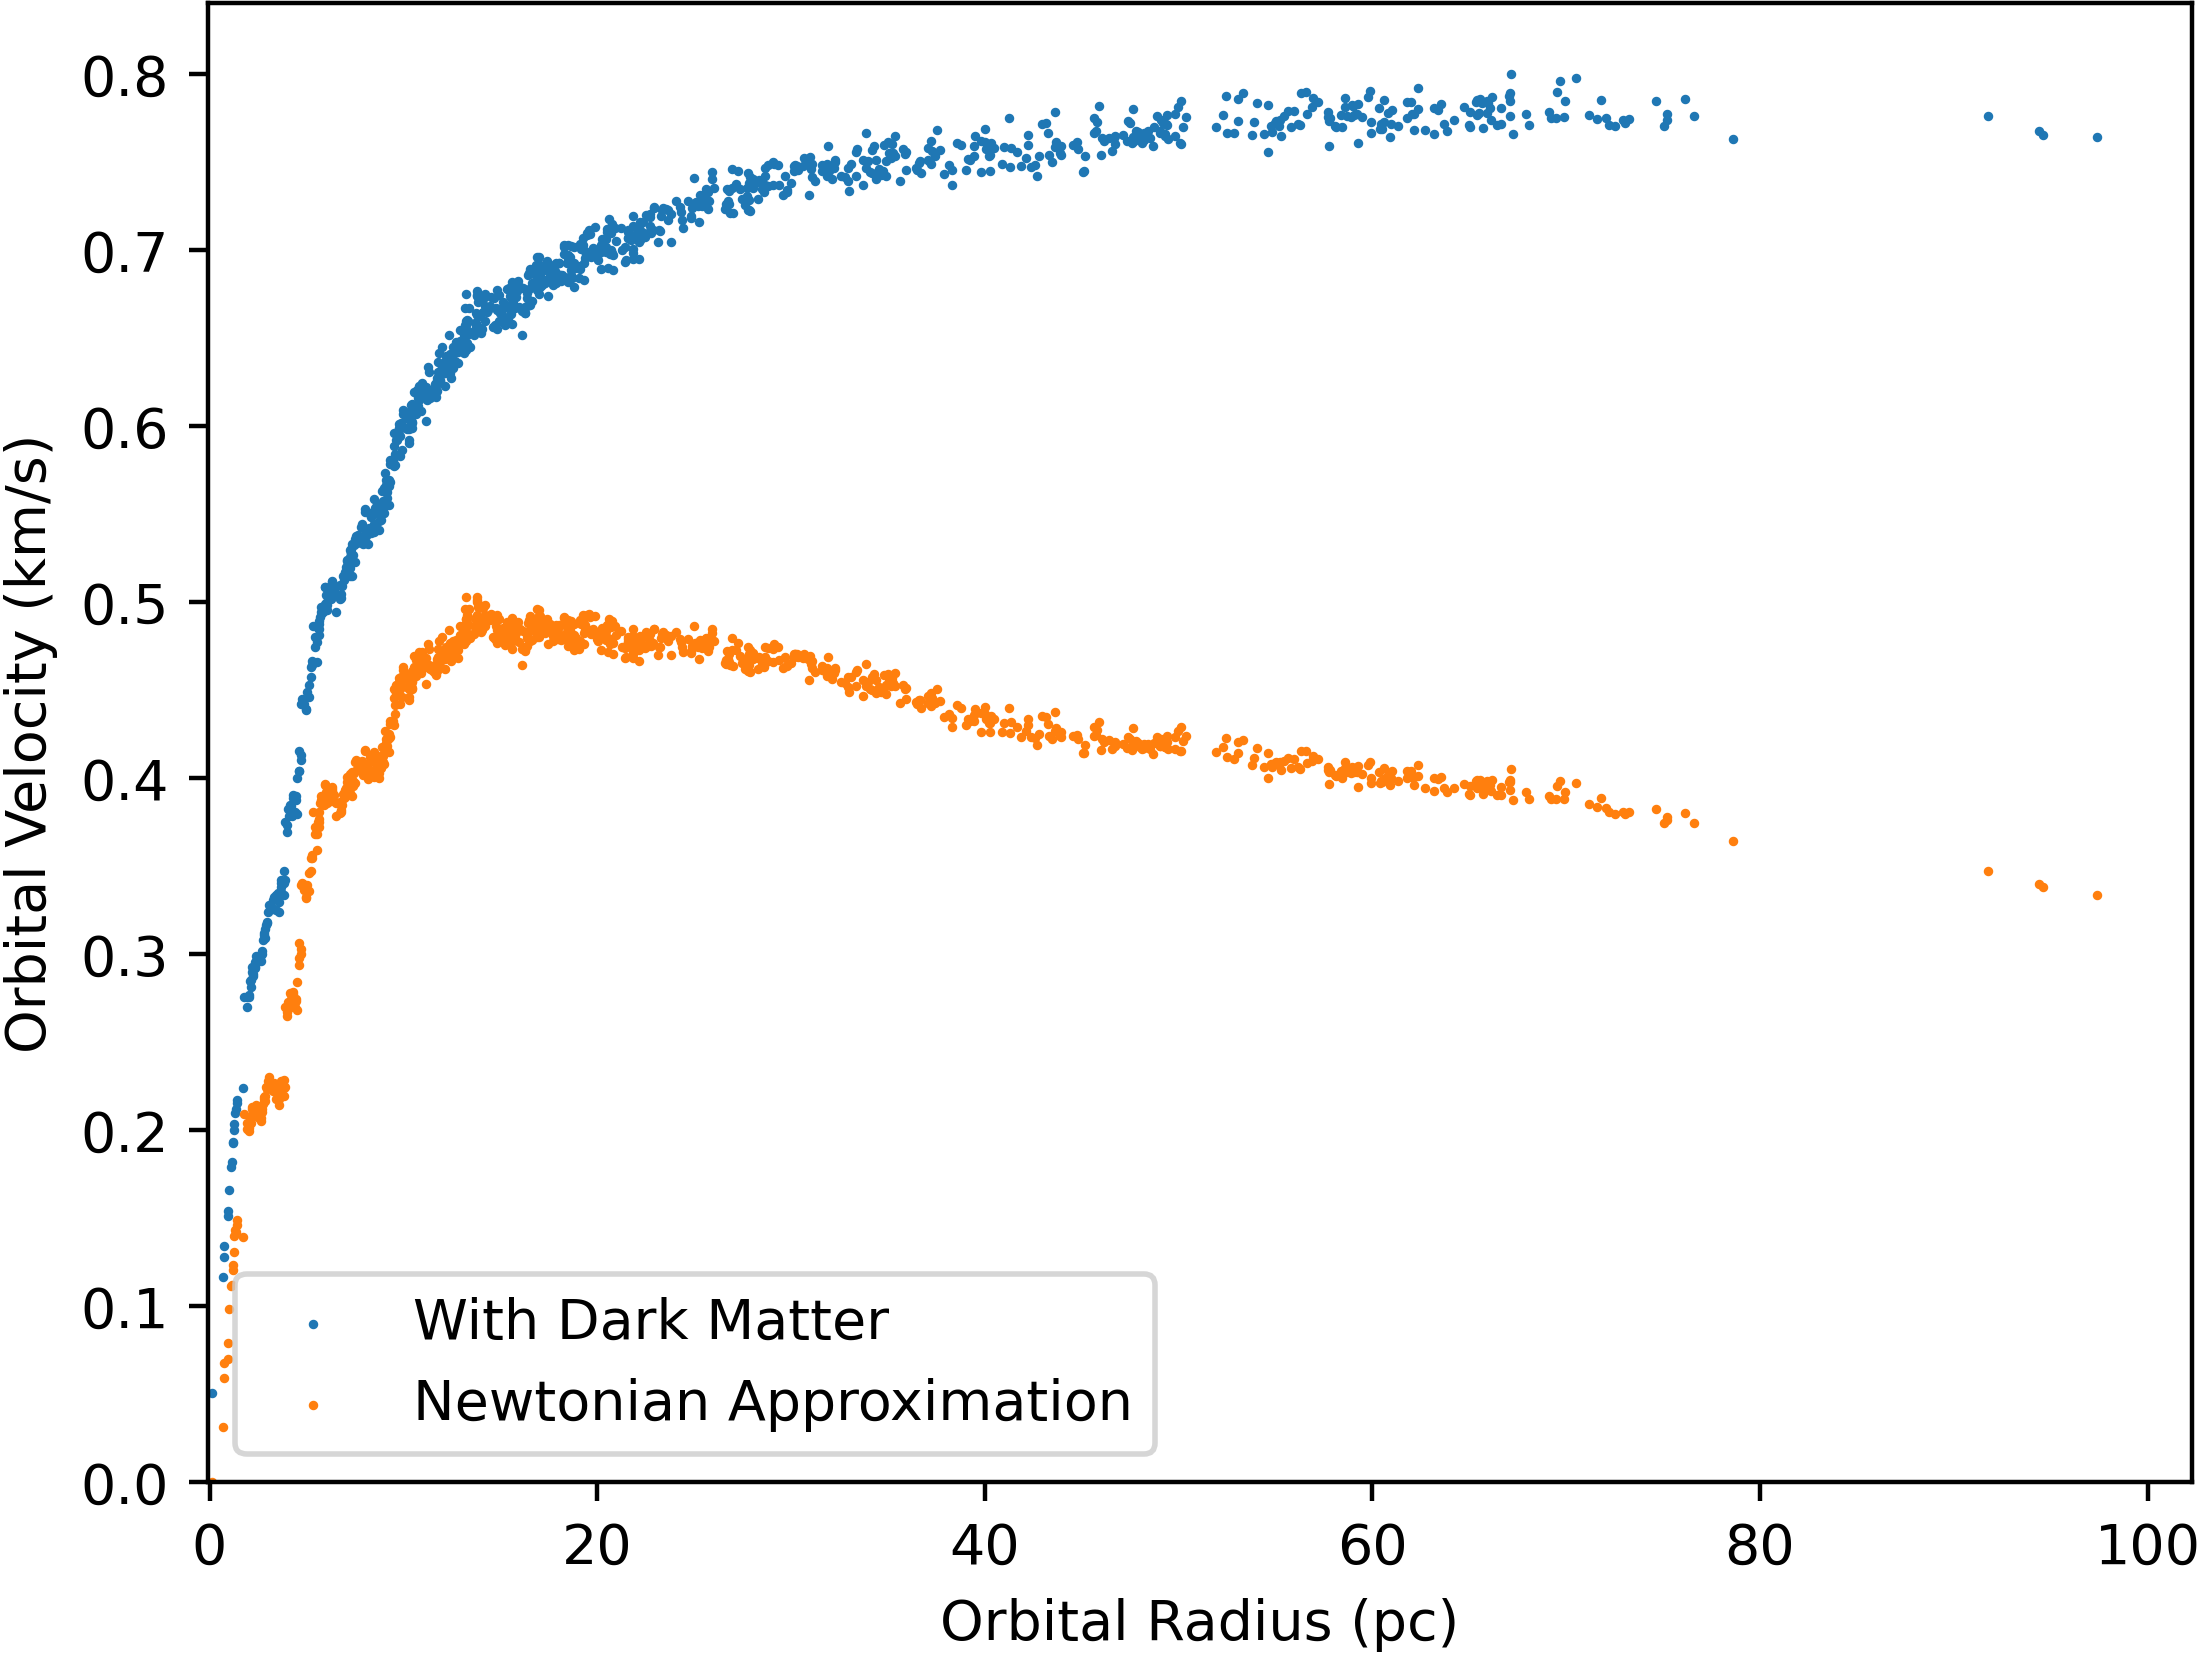 0.8
0.7
0.6
0.5
0.4
0.3
0.2
0.1
0.0
Orbital Velocity (km/s)
With Dark Matter
Newtonian Approximation
0 20 40 60 80 100
Orbital Radius (pc)